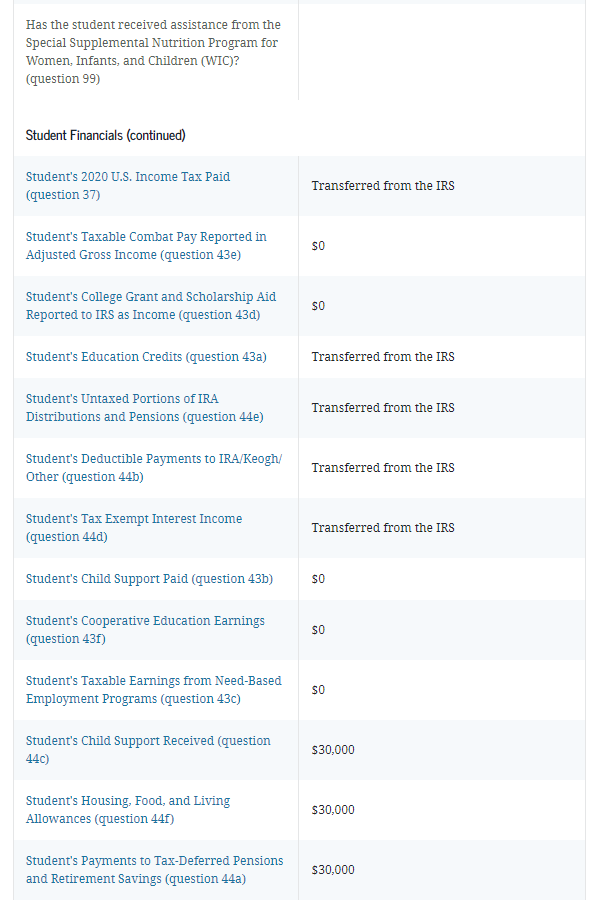 Has the student received assistance from the
Special Supplemental Nutrition Program for
Women, Infants, and Children (WIC)?
(question 99)
Student Financials (continued)
Student's 2020 U.S. Income Tax Paid
(question 37)
Transferred from the IRS
Student's Taxable Combat Pay Reported in
Adjusted Gross Income (question 43e)
$0
Student's College Grant and Scholarship Aid
Reported to IRS as Income (question 43d)
$0
Student's Education Credits (question 43a)
Transferred from the IRS
Student's Untaxed Portions of IRA
Distributions and Pensions (question 44e)
Transferred from the IRS
Student's Deductible Payments to IRA/Keogh/
Other (question 44b)
Transferred from the IRS
Student's Tax Exempt Interest Income
(question 44d)
Transferred from the IRS
Student's Child Support Paid (question 43b)
$0
Student's Cooperative Education Earnings
(question 43f)
$0
Student's Taxable Earnings from Need-Based
Employment Programs (question 43c)
$0
Student's Child Support Received (question
44c)
$30,000
Student's Housing, Food, and Living
Allowances (question 44f)
$30,000
Student's Payments to Tax-Deferred Pensions
and Retirement Savings (question 44a)
$30,000